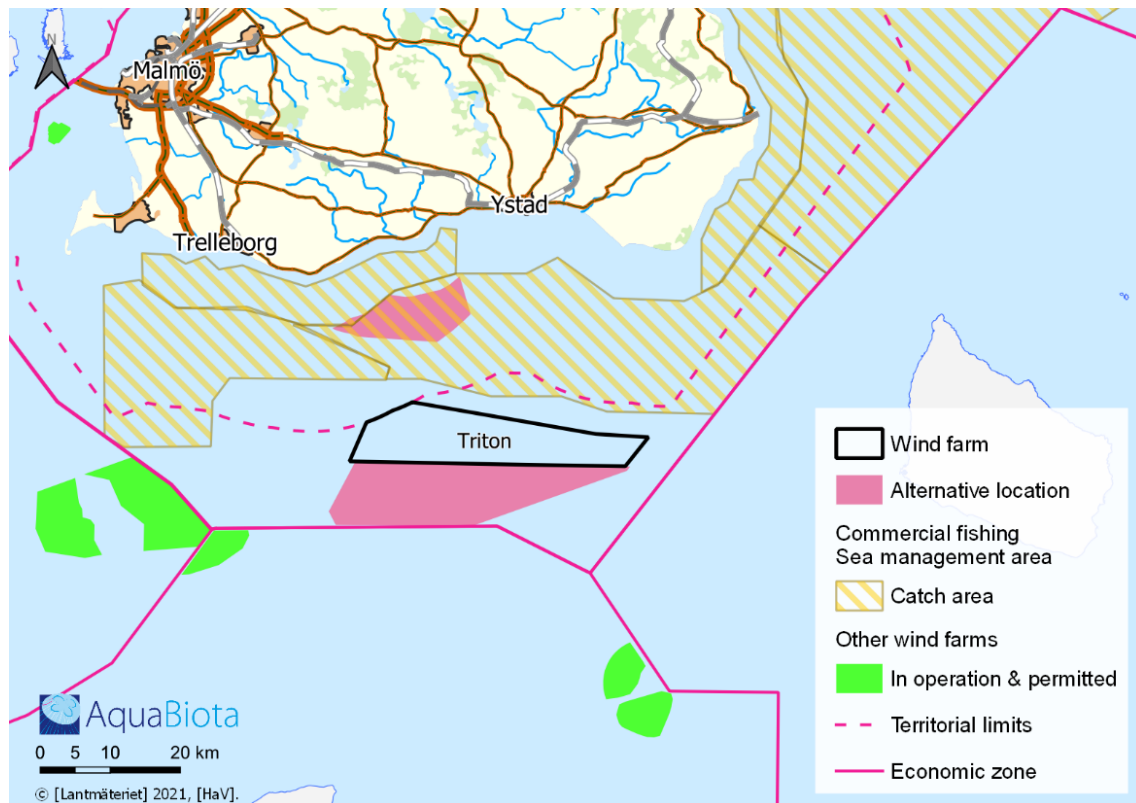 N
Malmö
Ystad
Trelleborg
Triton
Wind farm
Alternative location
Commercial fishing
Sea management area
Catch area
Other wind farms
In operation & permitted
Territorial limits
Economic zone
AquaBiota
0 5 10 20 km
© [Lantmäteriet] 2021, [HaV].